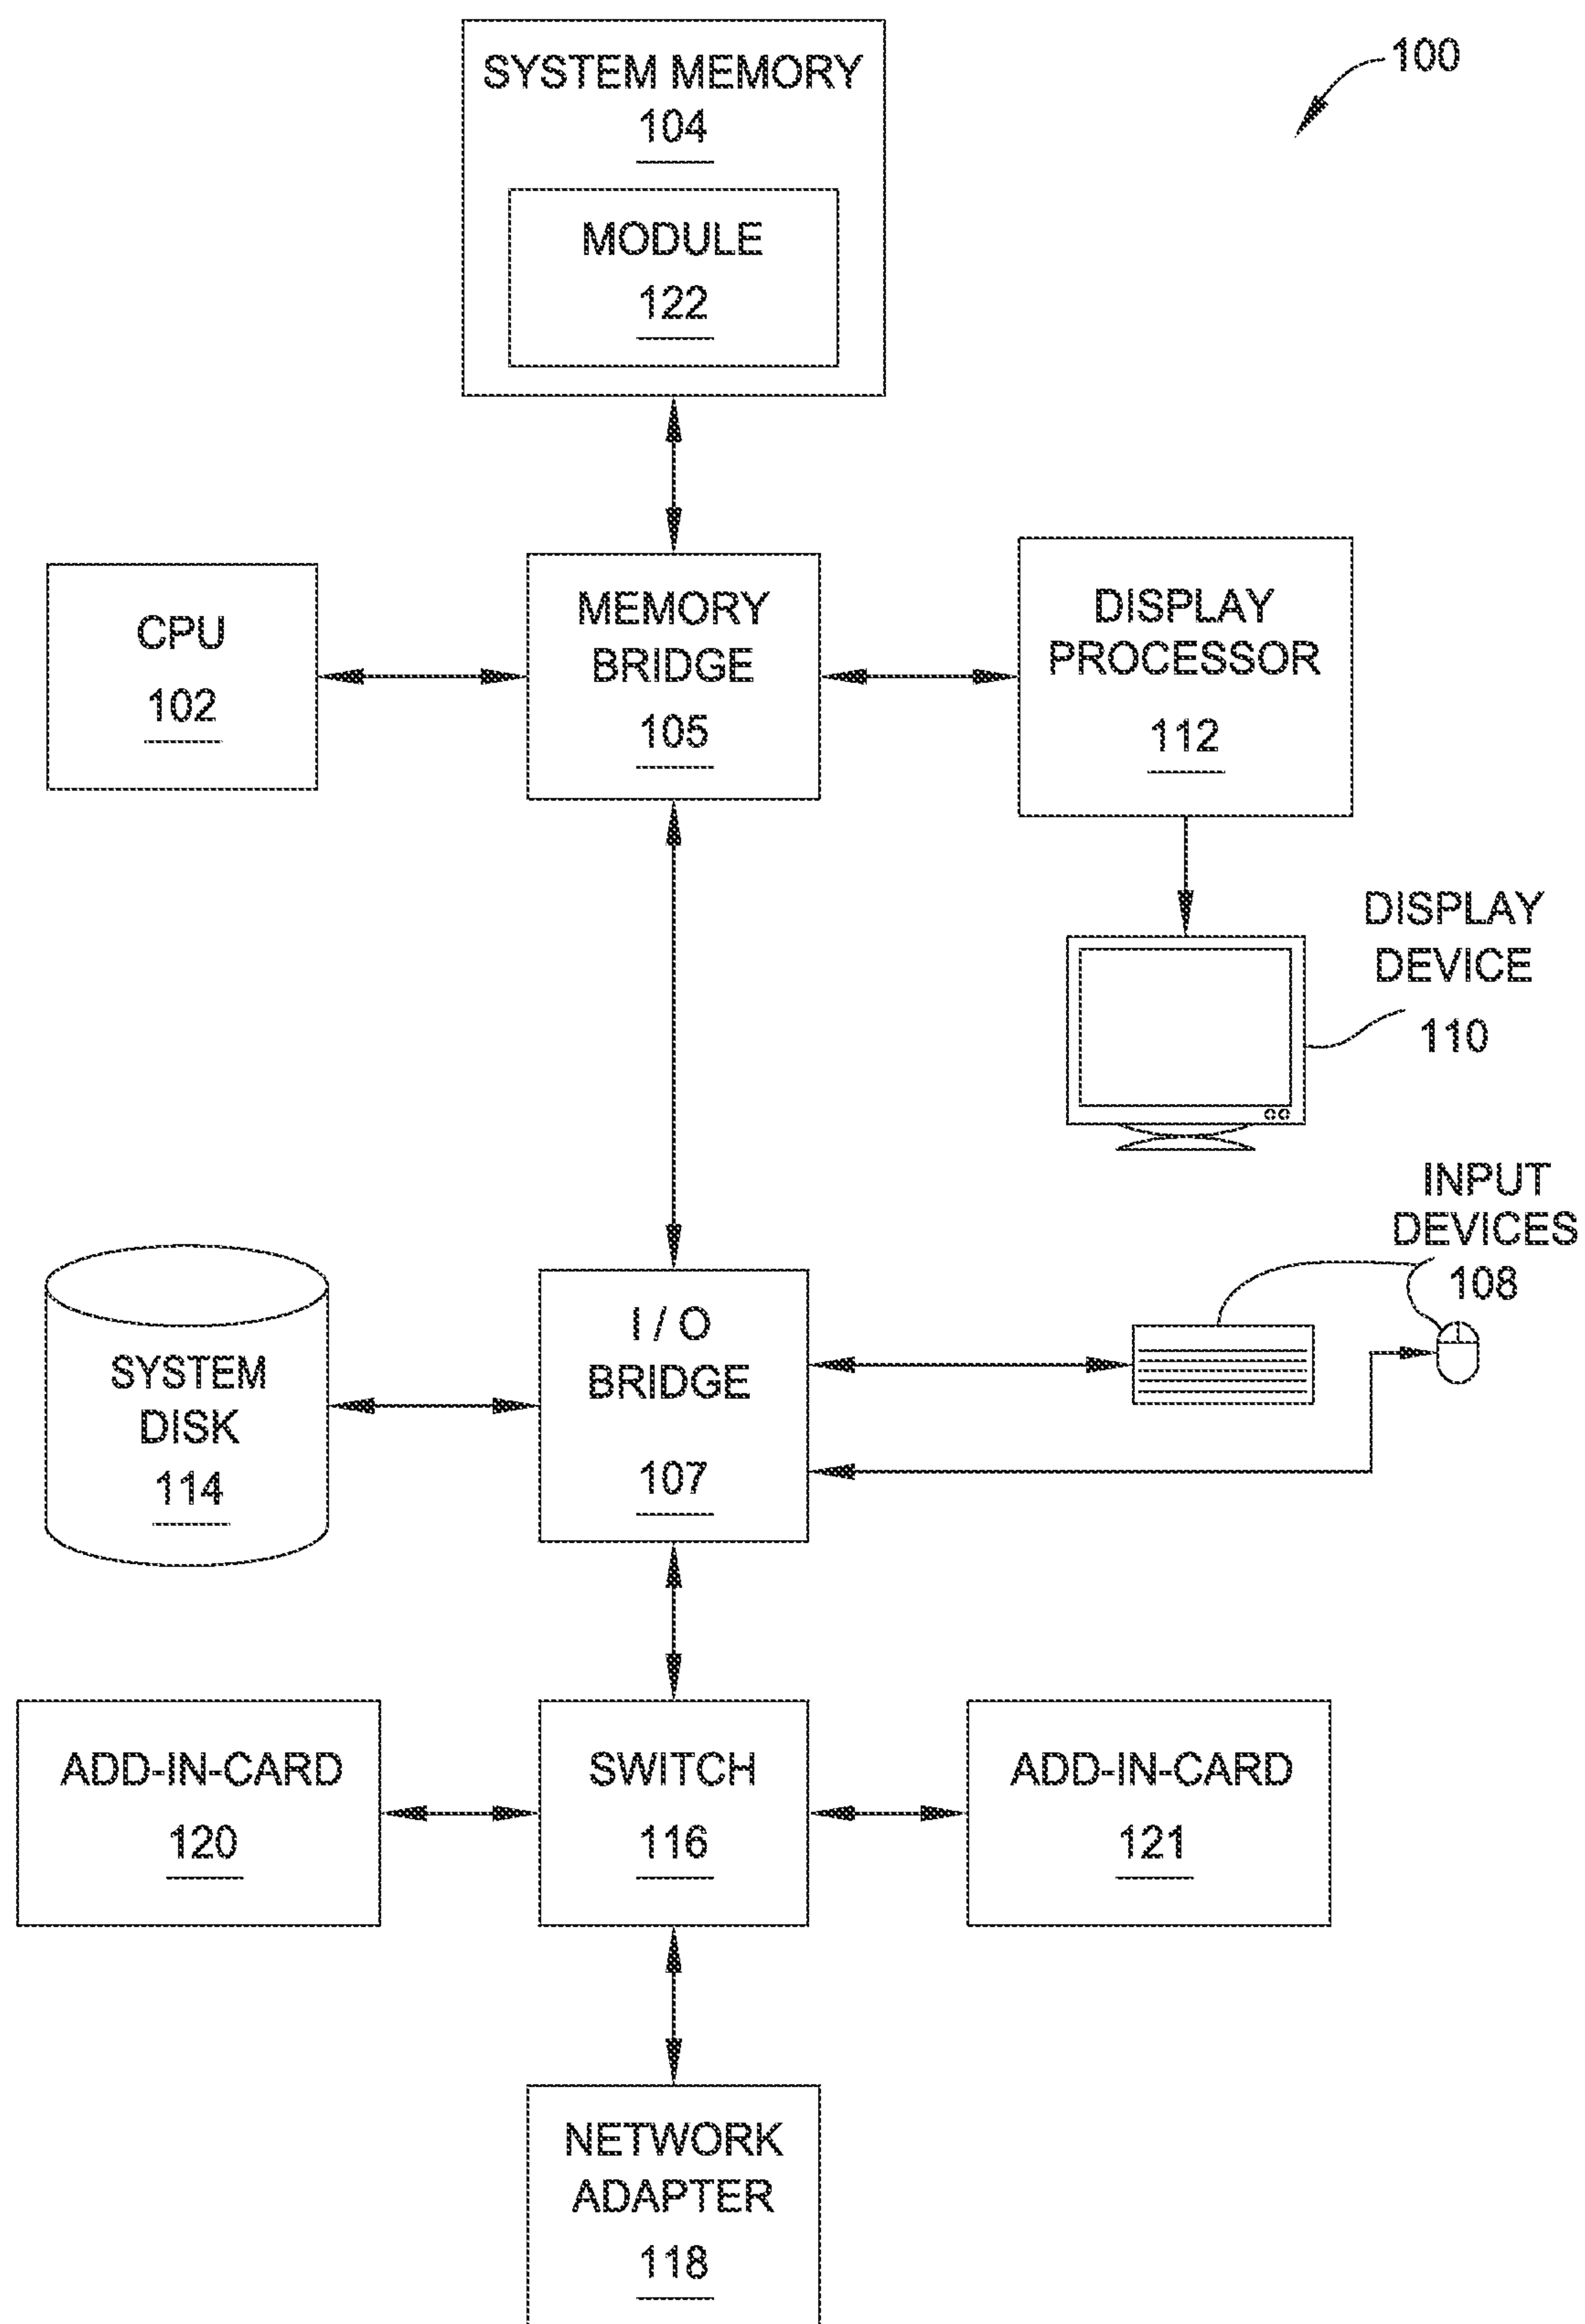 100
SYSTEM MEMORY
104
MODULE
122
CPU
102
MEMORY
BRIDGE
105
DISPLAY
PROCESSOR
112
DISPLAY
DEVICE
110
INPUT
DEVICES
108
SYSTEM
DISK
114
I / O
BRIDGE
107
ADD-IN-CARD
120
SWITCH
116
ADD-IN-CARD
121
NETWORK
ADAPTER
118